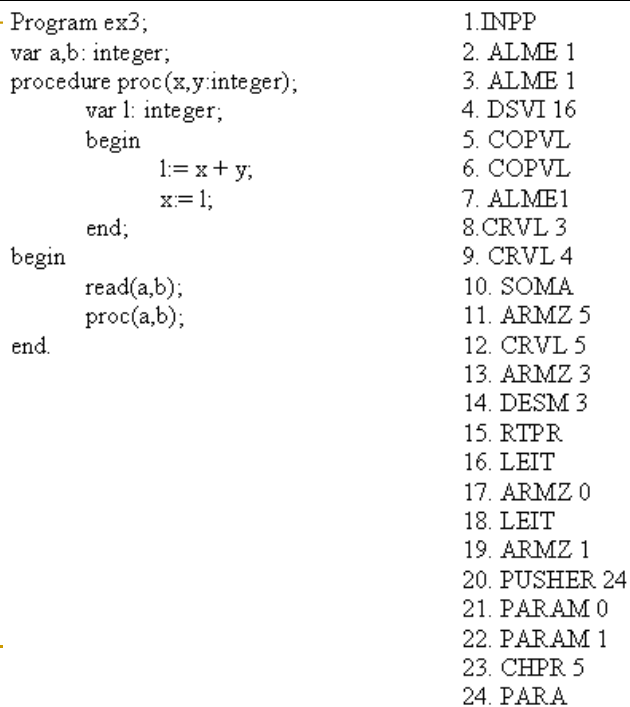 Program ex3;
var a,b: integer;
procedure proc(x,y:integer);
var l: integer;
begin
l:= x + y;
x:= l;
end;
begin
read(a,b);
proc(a,b);
end.
1.INPP
2. ALME 1
3. ALME 1
4. DSVI 16
5. COPVL
6. COPVL
7. ALME1
8.CRVL 3
9. CRVL 4
10. SOMA
11. ARMZ 5
12. CRVL 5
13. ARMZ 3
14. DESM 3
15. RTPR
16. LEIT
17. ARMZ 0
18. LEIT
19. ARMZ 1
20. PUSHER 24
21. PARAM 0
22. PARAM 1
23. CHPR 5
24. PARA